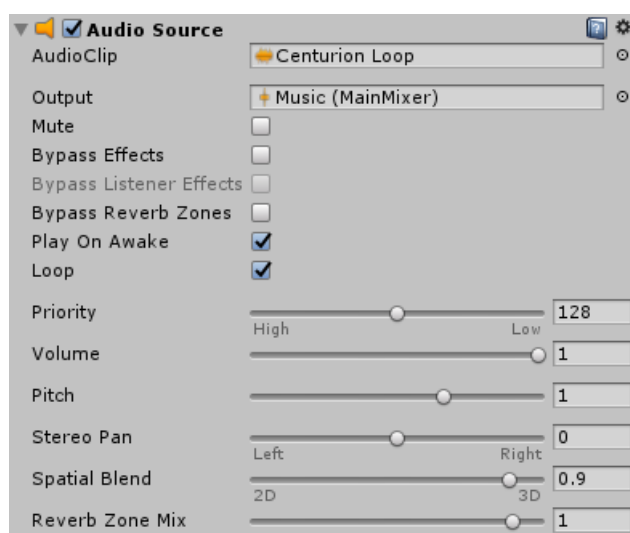 Audio Source
AudioClip Centurion Loop
Output Music (MainMixer)
Mute
Bypass Effects
Bypass Listener Effects
Bypass Reverb Zones
Play On Awake
Loop
Priority 128
High Low
Volume 1
Pitch 1
Stereo Pan 0
Left Right
Spatial Blend 0.9
2D 3D
Reverb Zone Mix 1